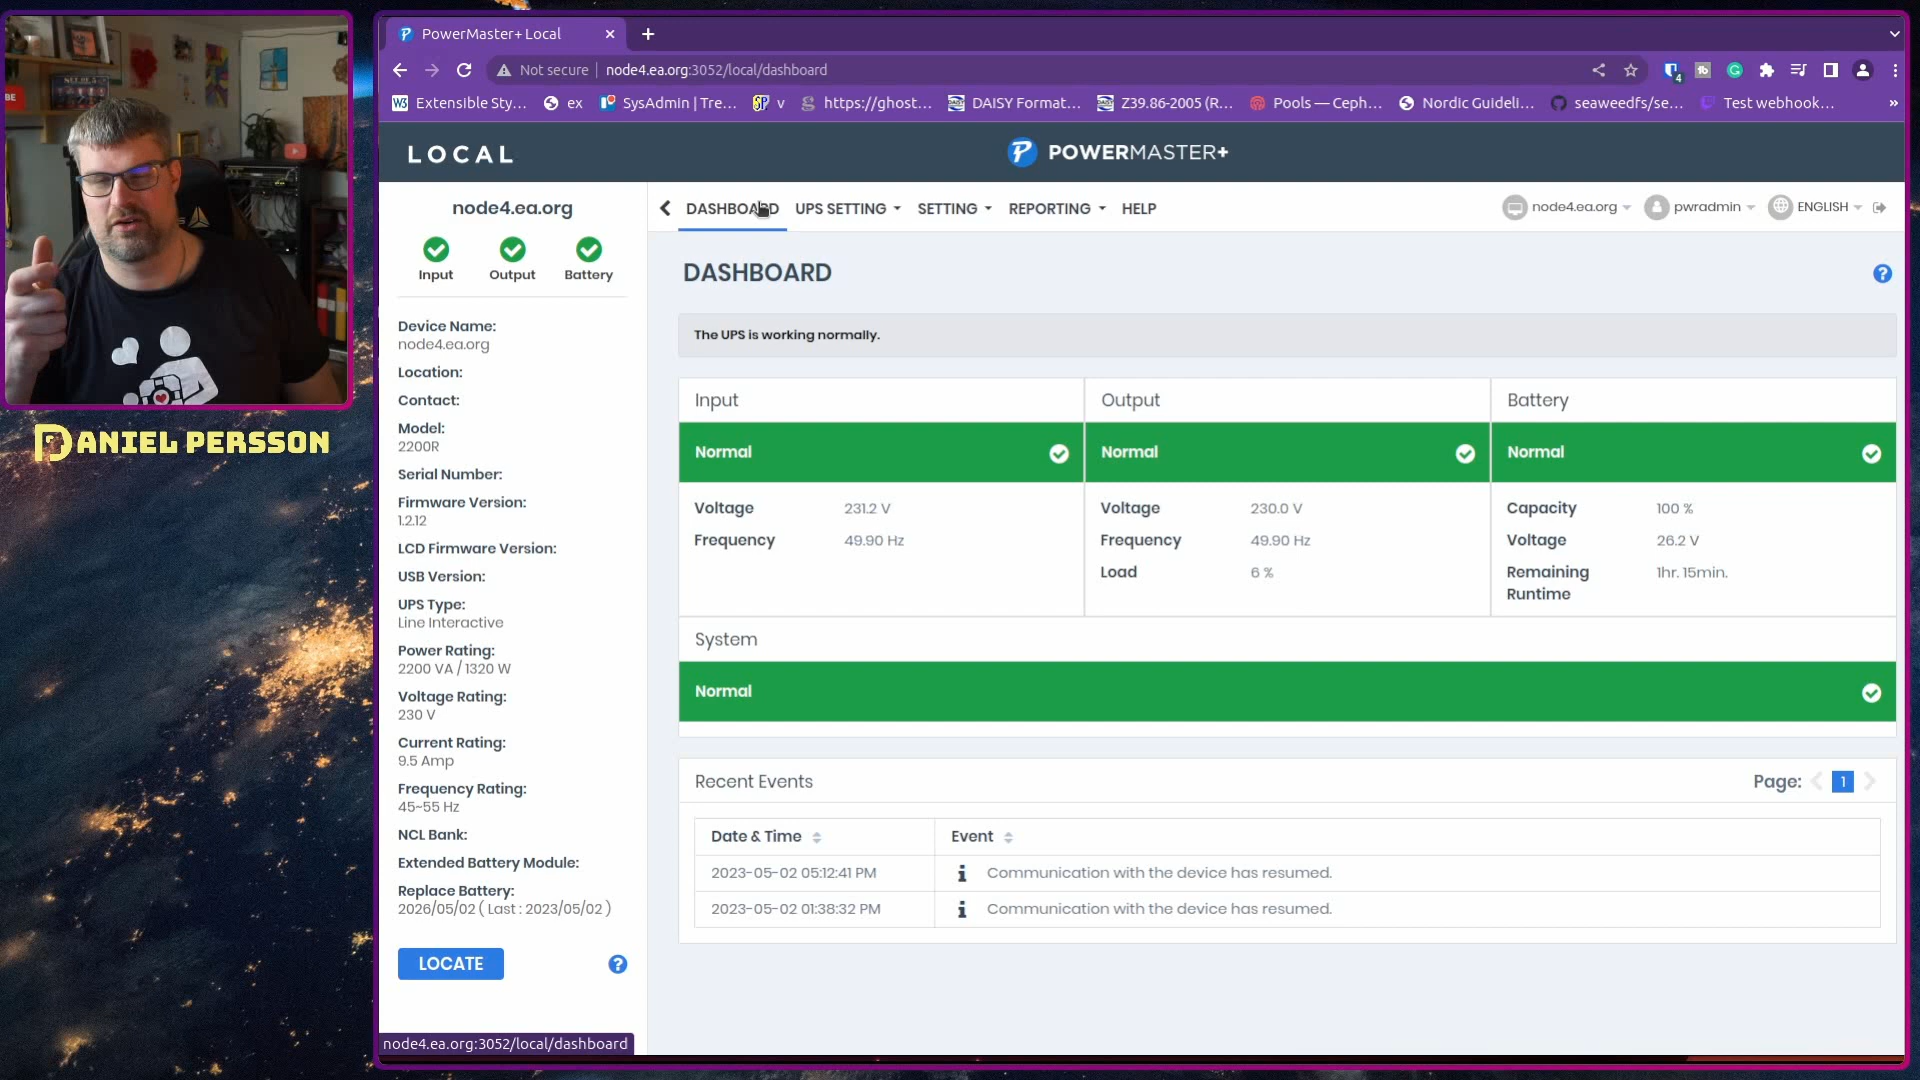 DANIEL PERSSON
PowerMaster+ Local
Not secure
node4.ea.org:3052/local/dashboard
4
Extensible Sty...
ex
SysAdmin | Tre...
v
https://ghost...
DAISY Format...
Z39.86-2005 (R...
Pools — Ceph...
Nordic Guideli...
seaweedfs/se...
Test webhook...
»
LOCAL
POWERMASTER+
node4.ea.org
Input
Output
Battery
Device Name:
node4.ea.org
Location:
Contact:
Model:
2200R
Serial Number:
Firmware Version:
1.2.12
LCD Firmware Version:
USB Version:
UPS Type:
Line Interactive
Power Rating:
2200 VA / 1320 W
Voltage Rating:
230 V
Current Rating:
9.5 Amp
Frequency Rating:
45~55 Hz
NCL Bank:
Extended Battery Module:
Replace Battery:
2026/05/02 ( Last : 2023/05/02 )
LOCATE
node4.ea.org:3052/local/dashboard
DASHBOARD
UPS SETTING
SETTING
REPORTING
HELP
node4.ea.org
pwradmin
ENGLISH
DASHBOARD
The UPS is working normally.
Input
Normal
Voltage 231.2 V
Frequency 49.90 Hz
Output
Normal
Voltage 230.0 V
Frequency 49.90 Hz
Load 6 %
Battery
Normal
Capacity 100 %
Voltage 26.2 V
Remaining 1hr. 15min.
Runtime
System
Normal
Recent Events
Page: 1
Date & Time Event
2023-05-02 05:12:41 PM Communication with the device has resumed.
2023-05-02 01:38:32 PM Communication with the device has resumed.